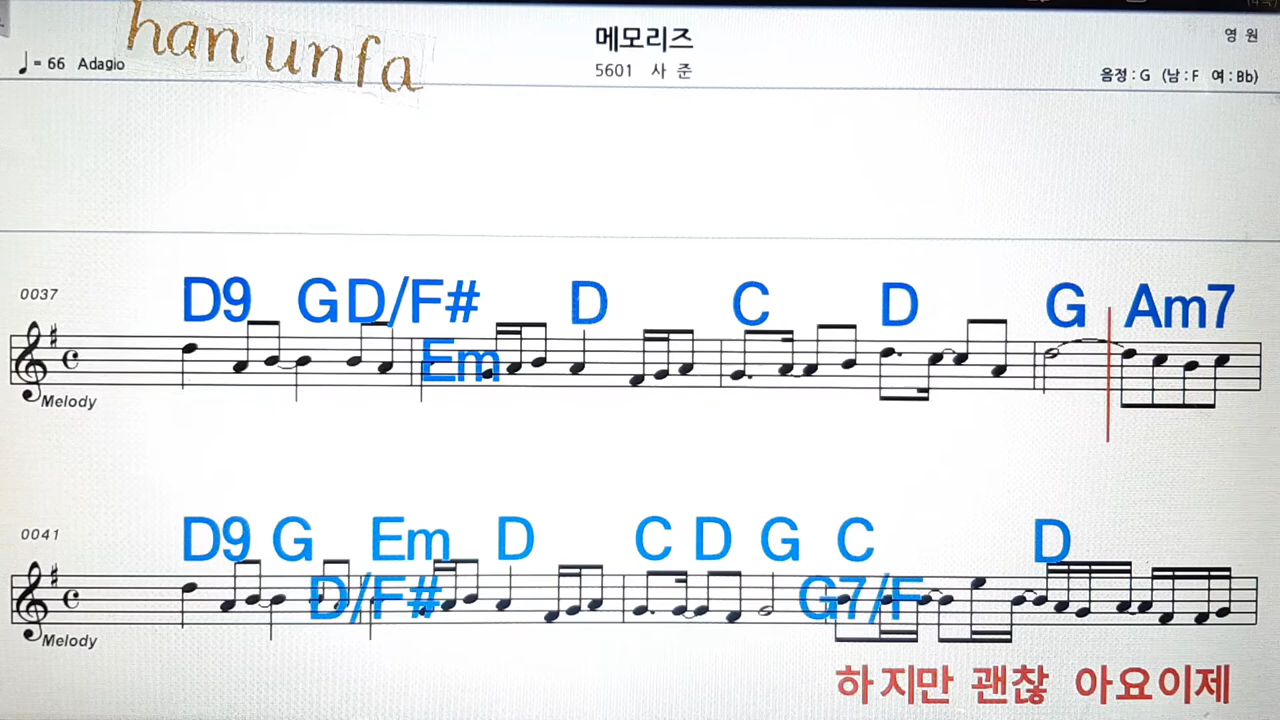 han unfa
메모리즈
영 원
♩= 66 Adagio
5601 사 준
음정 : G (남 : F 여 : Bb)
0037
D9 G D/F# D C D G Am7
Em
Melody
0041
D9 G Em D C D G C D
D/F# G7/F
Melody
하지만 괜찮 아요이제